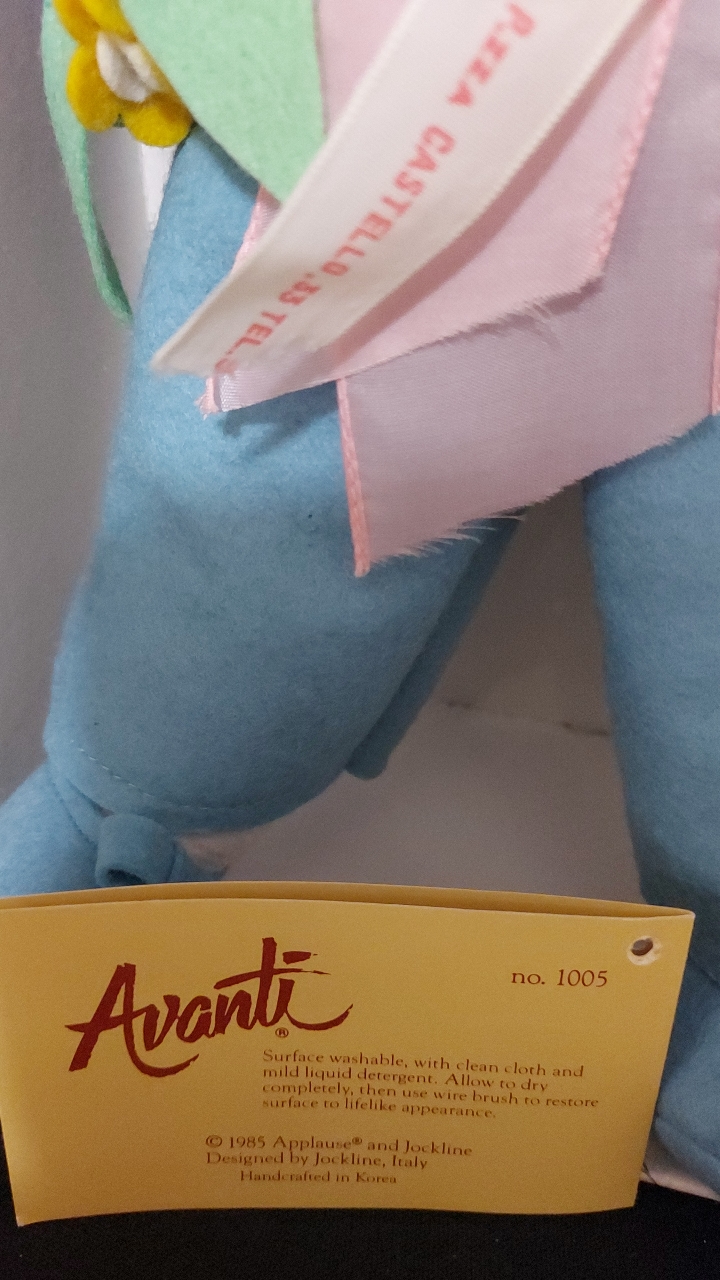 P.ZZA CASTELLO,53 TEL.
Avanti®
no. 1005
Surface washable, with clean cloth and
mild liquid detergent. Allow to dry
completely, then use wire brush to restore
surface to lifelike appearance.
© 1985 Applause® and Jockline
Designed by Jockline, Italy
Handcrafted in Korea